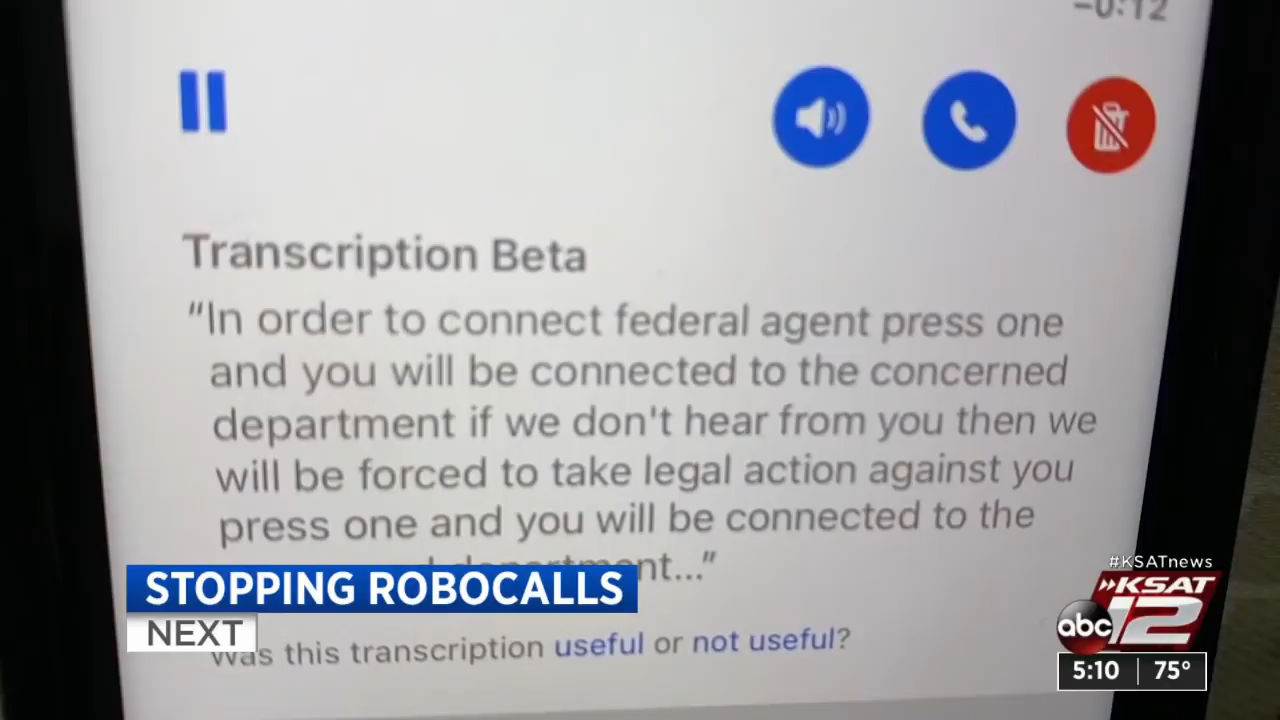 -0:12
Transcription Beta
"In order to connect federal agent press one
and you will be connected to the concerned
department if we don't hear from you then we
will be forced to take legal action against you
press one and you will be connected to the
department..."
STOPPING ROBOCALLS
NEXT
Was this transcription useful or not useful?
#KSATnews
KSAT
abc 12
5:10 75°